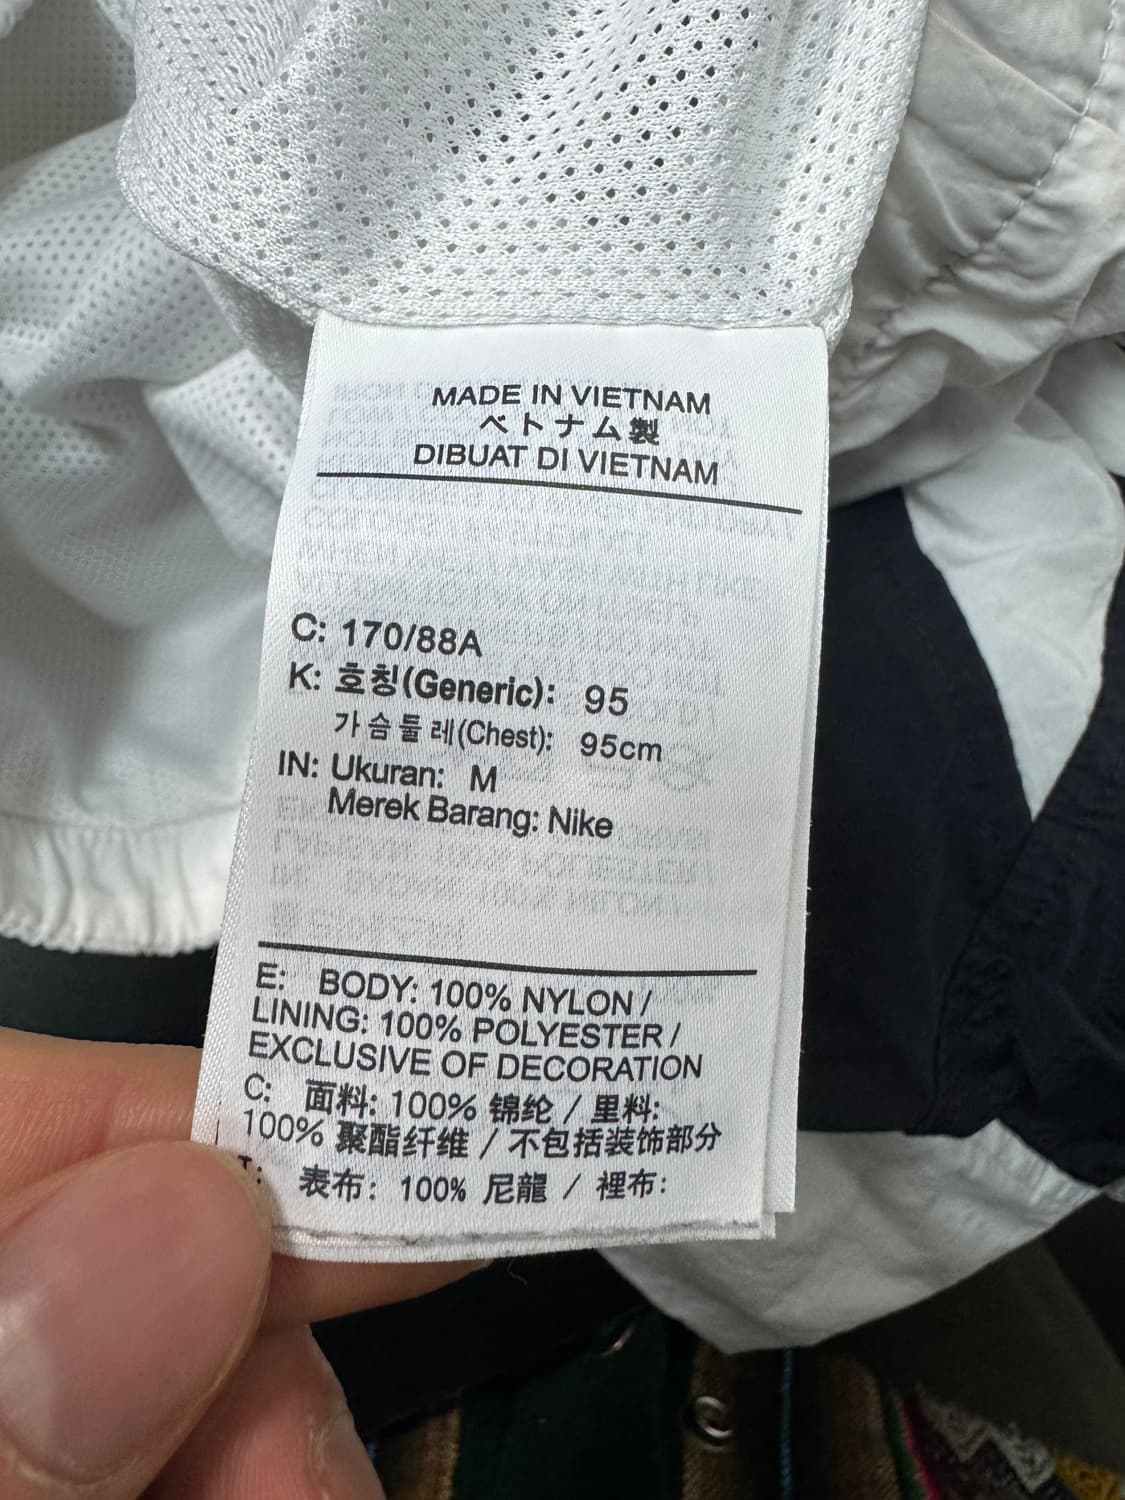 MADE IN VIETNAM
ベトナム製
DIBUAT DI VIETNAM
C: 170/88A
K: 호칭(Generic): 95
가슴둘레(Chest): 95cm
IN: Ukuran: M
Merek Barang: Nike
E: BODY: 100% NYLON /
LINING: 100% POLYESTER /
EXCLUSIVE OF DECORATION
C: 面料: 100% 锦纶 / 里料:
100% 聚酯纤维 / 不包括装饰部分
T: 表布: 100% 尼龍 / 裡布: